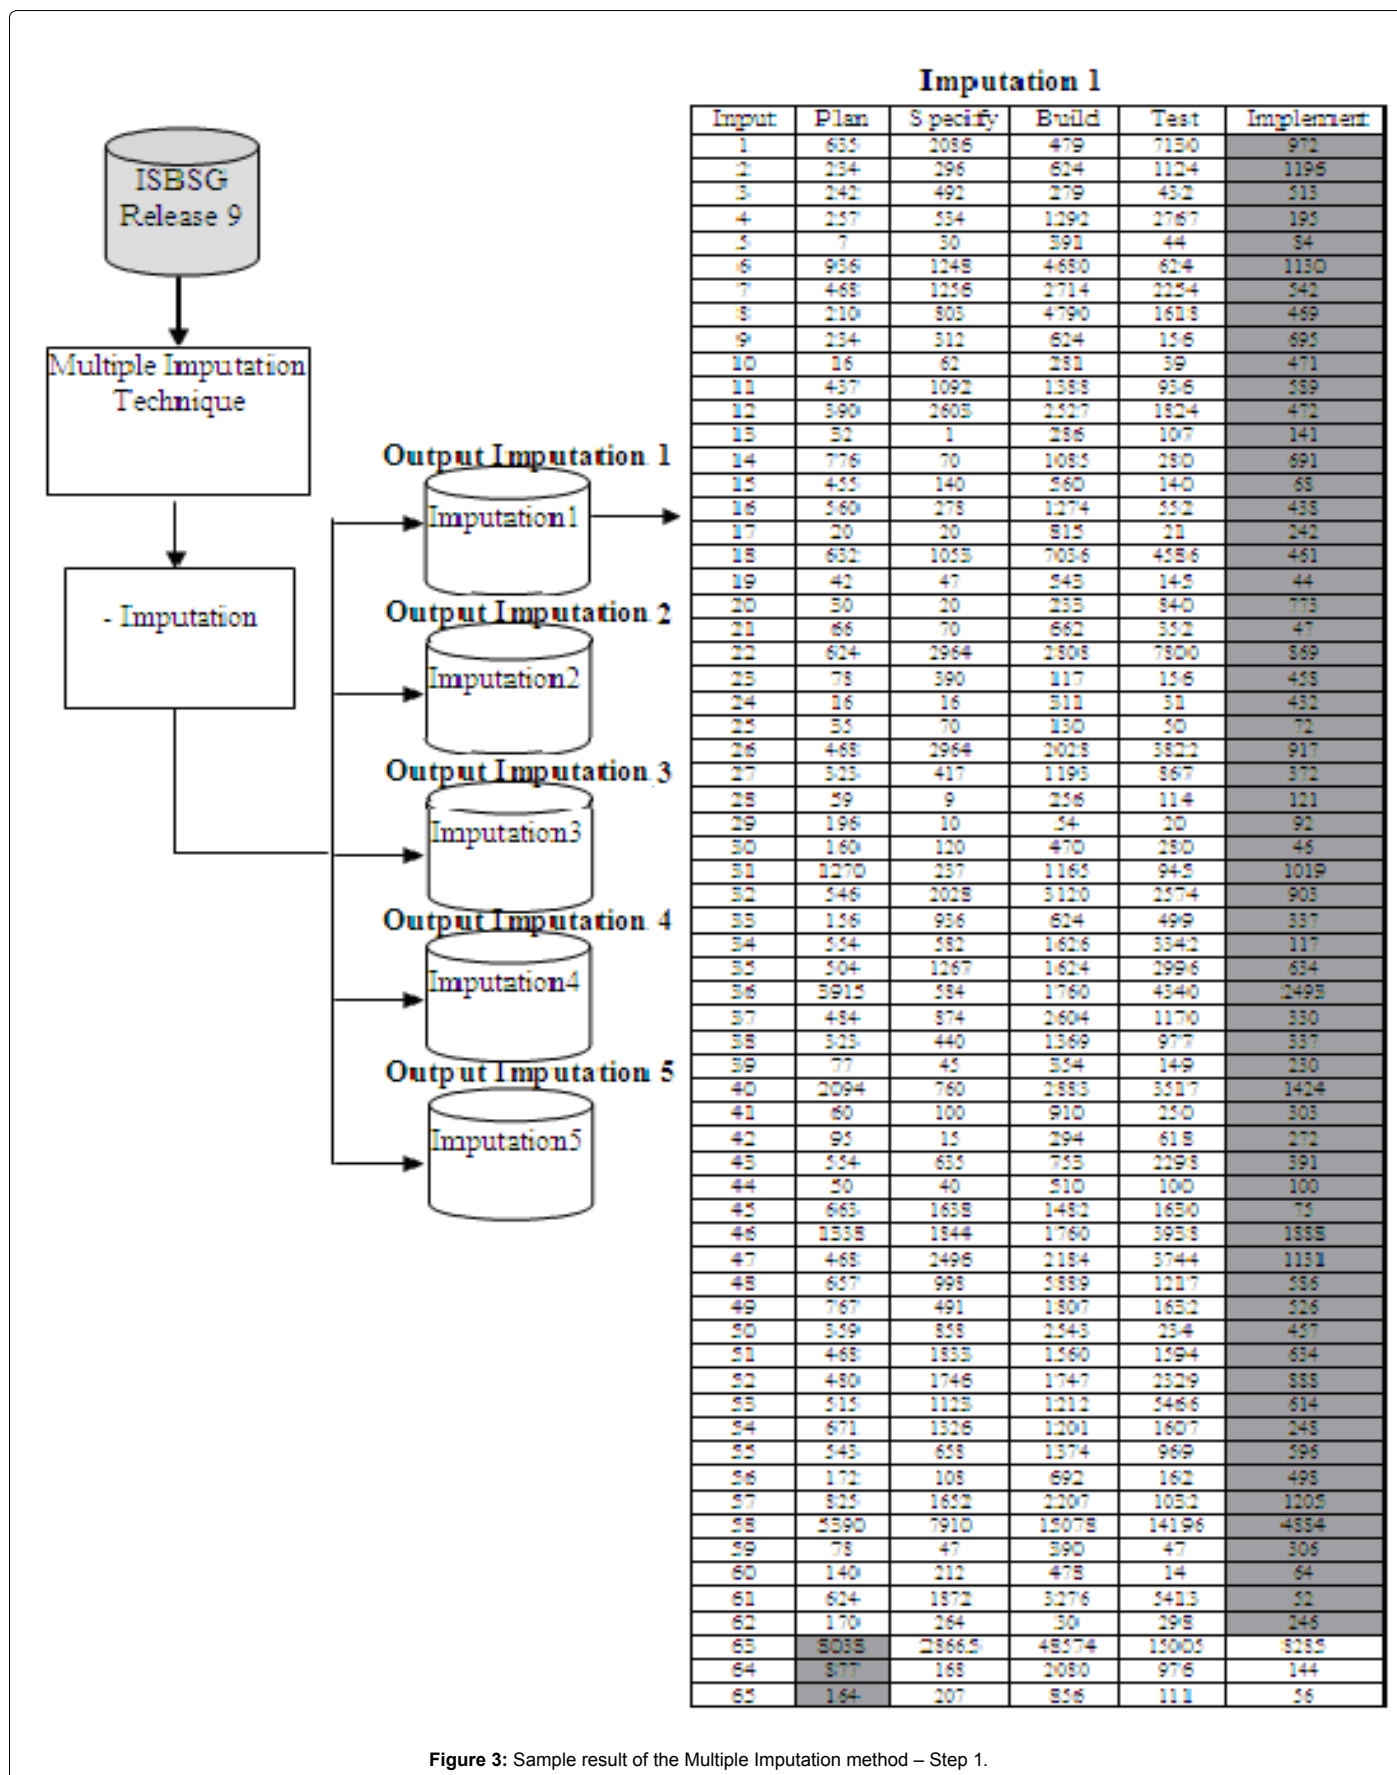 Imputation 1
ISBSG
Release 9
Multiple Imputation
Technique
- Imputation
Output Imputation 1
Imputation1
Output Imputation 2
Imputation2
Output Imputation 3
Imputation3
Output Imputation 4
Imputation4
Output Imputation 5
Imputation5
Input Plan Specify Build Test Implement
1 635 2086 479 7130 972
2 234 296 624 1124 1196
3 242 492 279 432 513
4 257 534 1292 2767 195
5 7 30 391 44 84
6 936 1248 4680 624 1130
7 468 1256 2714 2254 542
8 210 803 4790 1618 469
9 234 312 624 156 695
10 16 62 281 39 471
11 437 1092 1388 936 589
12 390 2603 2527 1824 472
13 32 1 286 107 141
14 776 70 1085 280 691
15 455 140 560 140 68
16 560 278 1274 552 438
17 20 20 815 21 242
18 632 1053 7036 4586 461
19 42 47 543 145 44
20 30 20 233 840 773
21 66 70 662 352 47
22 624 2964 2808 7800 869
23 78 390 117 156 458
24 16 16 311 31 432
25 35 70 130 50 72
26 468 2964 2028 3822 917
27 323 417 1193 867 372
28 59 9 256 114 121
29 196 10 54 20 92
30 160 120 470 280 46
31 1270 237 1165 945 1019
32 546 2028 3120 2574 903
33 156 936 624 499 337
34 554 582 1626 3342 117
35 504 1267 1624 2996 634
36 3915 584 1760 4340 2493
37 484 874 2604 1170 330
38 323 440 1369 977 337
39 77 45 354 149 230
40 2094 760 2883 3517 1424
41 60 100 910 250 303
42 95 15 294 618 272
43 554 635 753 2298 391
44 50 40 510 100 100
45 663 1638 1482 1630 75
46 1338 1844 1760 3938 1888
47 468 2496 2184 3744 1131
48 657 998 5889 1217 586
49 767 491 1807 1632 526
50 359 858 2543 234 457
51 468 1833 1560 1594 634
52 480 1746 1747 2329 888
53 515 1123 1212 5466 614
54 671 1326 1201 1607 248
55 543 658 1374 969 596
56 172 108 692 162 498
57 825 1652 2207 1032 1205
58 5390 7910 15078 14196 4884
59 78 47 390 47 306
60 140 212 478 14 64
61 624 1872 3276 5413 52
62 170 264 30 298 246
63 8038 28665 48574 15005 8285
64 877 168 2080 976 144
65 164 207 856 111 56
Figure 3: Sample result of the Multiple Imputation method – Step 1.